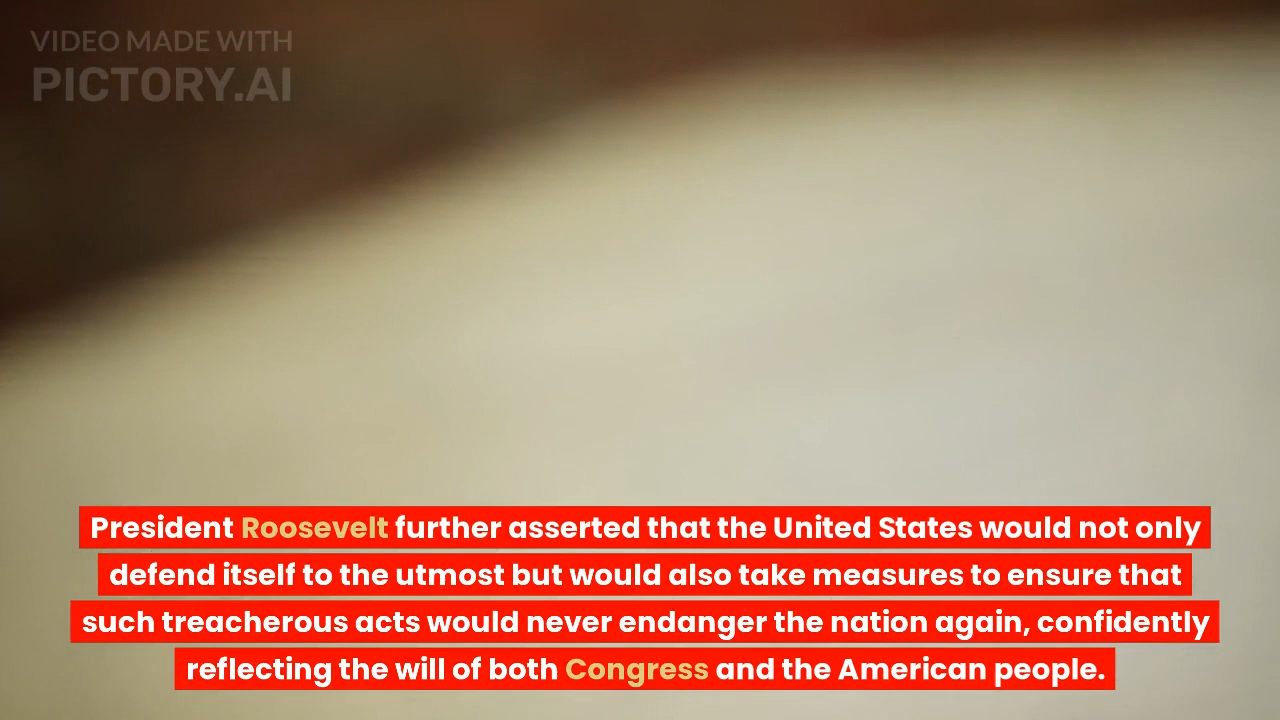 VIDEO MADE WITH
PICTORY.AI
President Roosevelt further asserted that the United States would not only
defend itself to the utmost but would also take measures to ensure that
such treacherous acts would never endanger the nation again, confidently
reflecting the will of both Congress and the American people.